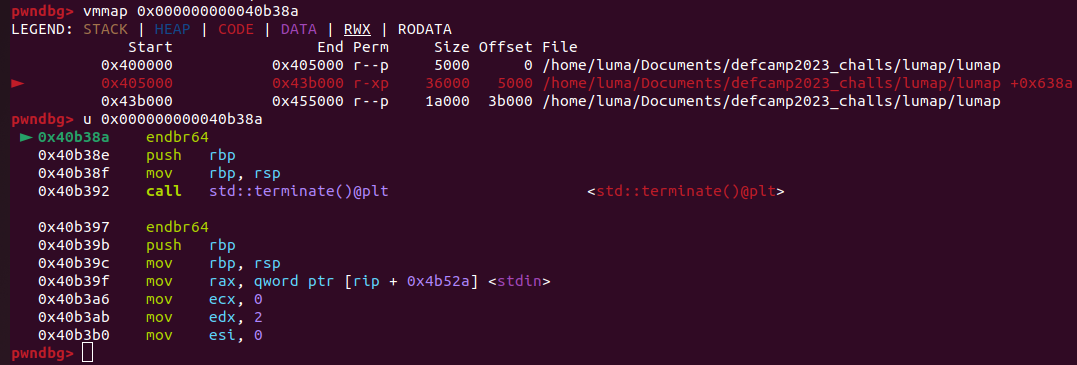 pwndbg> vmmap 0x000000000040b38a
LEGEND: STACK | HEAP | CODE | DATA | RWX | RODATA
Start End Perm Size Offset File
0x400000 0x405000 r--p 5000 0 /home/luma/Documents/defcamp2023_challs/lumap/lumap
► 0x405000 0x43b000 r-xp 36000 5000 /home/luma/Documents/defcamp2023_challs/lumap/lumap +0x638a
0x43b000 0x455000 r--p 1a000 3b000 /home/luma/Documents/defcamp2023_challs/lumap/lumap
pwndbg> u 0x000000000040b38a
► 0x40b38a endbr64
0x40b38e push rbp
0x40b38f mov rbp, rsp
0x40b392 call std::terminate()@plt <std::terminate()@plt>
0x40b397 endbr64
0x40b39b push rbp
0x40b39c mov rbp, rsp
0x40b39f mov rax, qword ptr [rip + 0x4b52a] <stdin>
0x40b3a6 mov ecx, 0
0x40b3ab mov edx, 2
0x40b3b0 mov esi, 0
pwndbg>